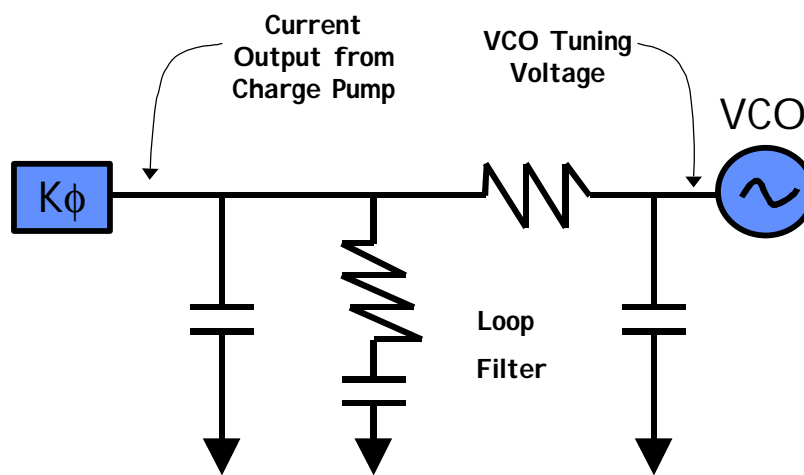 Current
Output from
Charge Pump
VCO Tuning
Voltage
VCO
Kϕ
Loop
Filter